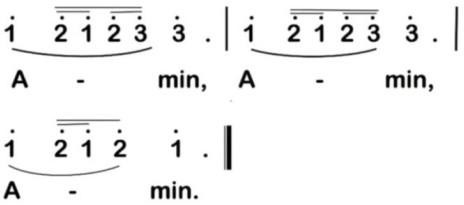 1̇ 2̇ 1̇ 2̇ 3̇ 3̇ . | 1̇ 2̇ 1̇ 2̇ 3̇ 3̇ . |
A - min, A - min,
1̇ 2̇ 1̇ 2̇ 1̇ . ‖
A - min.